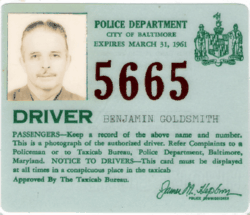 POLICE DEPARTMENT
CITY OF BALTIMORE
EXPIRES MARCH 31, 1961
5665
DRIVER BENJAMIN GOLDSMITH
PASSENGERS—Keep a record of the above name and number.
This is a photograph of the authorized driver. Refer Complaints to a
Policeman or to Taxicab Bureau, Police Department, Baltimore,
Maryland. NOTICE TO DRIVERS—This card must be displayed
at all times in a conspicuous place in the taxicab
Approved By The Taxicab Bureau.
James M. Hepbron
POLICE COMMISSIONER